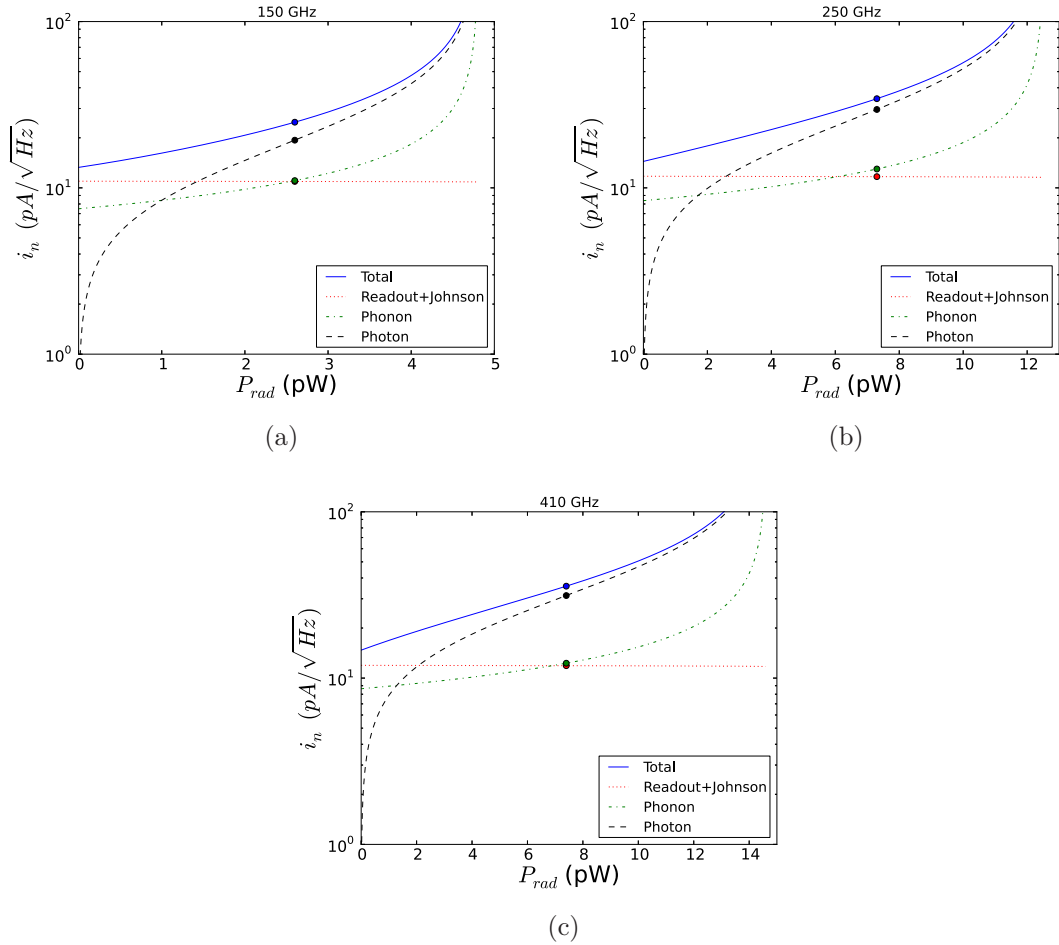 150 GHz
10^2
10^1
10^0
i_n (pA/√Hz)
0 1 2 3 4 5
P_rad (pW)
Total
Readout+Johnson
Phonon
Photon
(a)
250 GHz
10^2
10^1
10^0
i_n (pA/√Hz)
0 2 4 6 8 10 12
P_rad (pW)
Total
Readout+Johnson
Phonon
Photon
(b)
410 GHz
10^2
10^1
10^0
i_n (pA/√Hz)
0 2 4 6 8 10 12 14
P_rad (pW)
Total
Readout+Johnson
Phonon
Photon
(c)